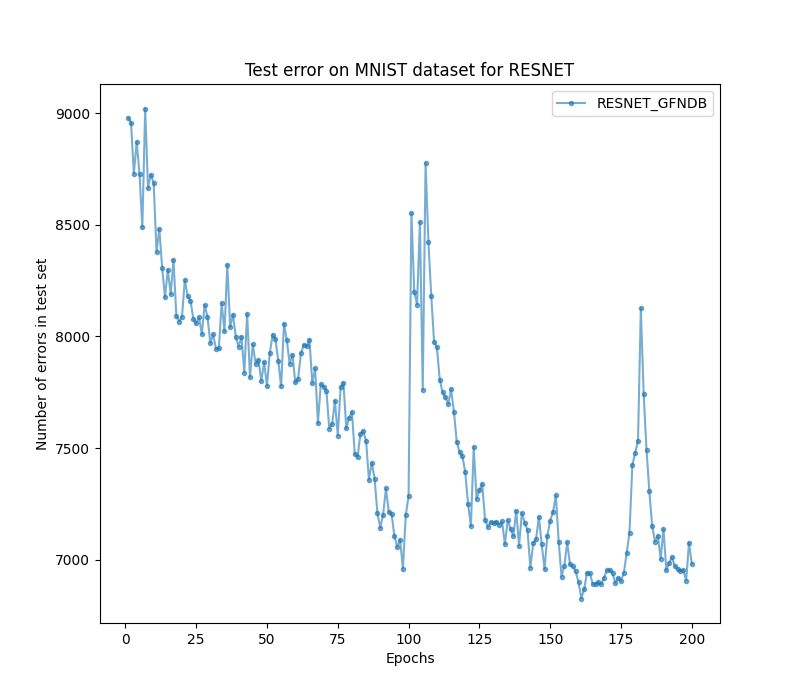 Test error on MNIST dataset for RESNET
RESNET_GFNDB
9000
8500
8000
7500
7000
Number of errors in test set
0 25 50 75 100 125 150 175 200
Epochs